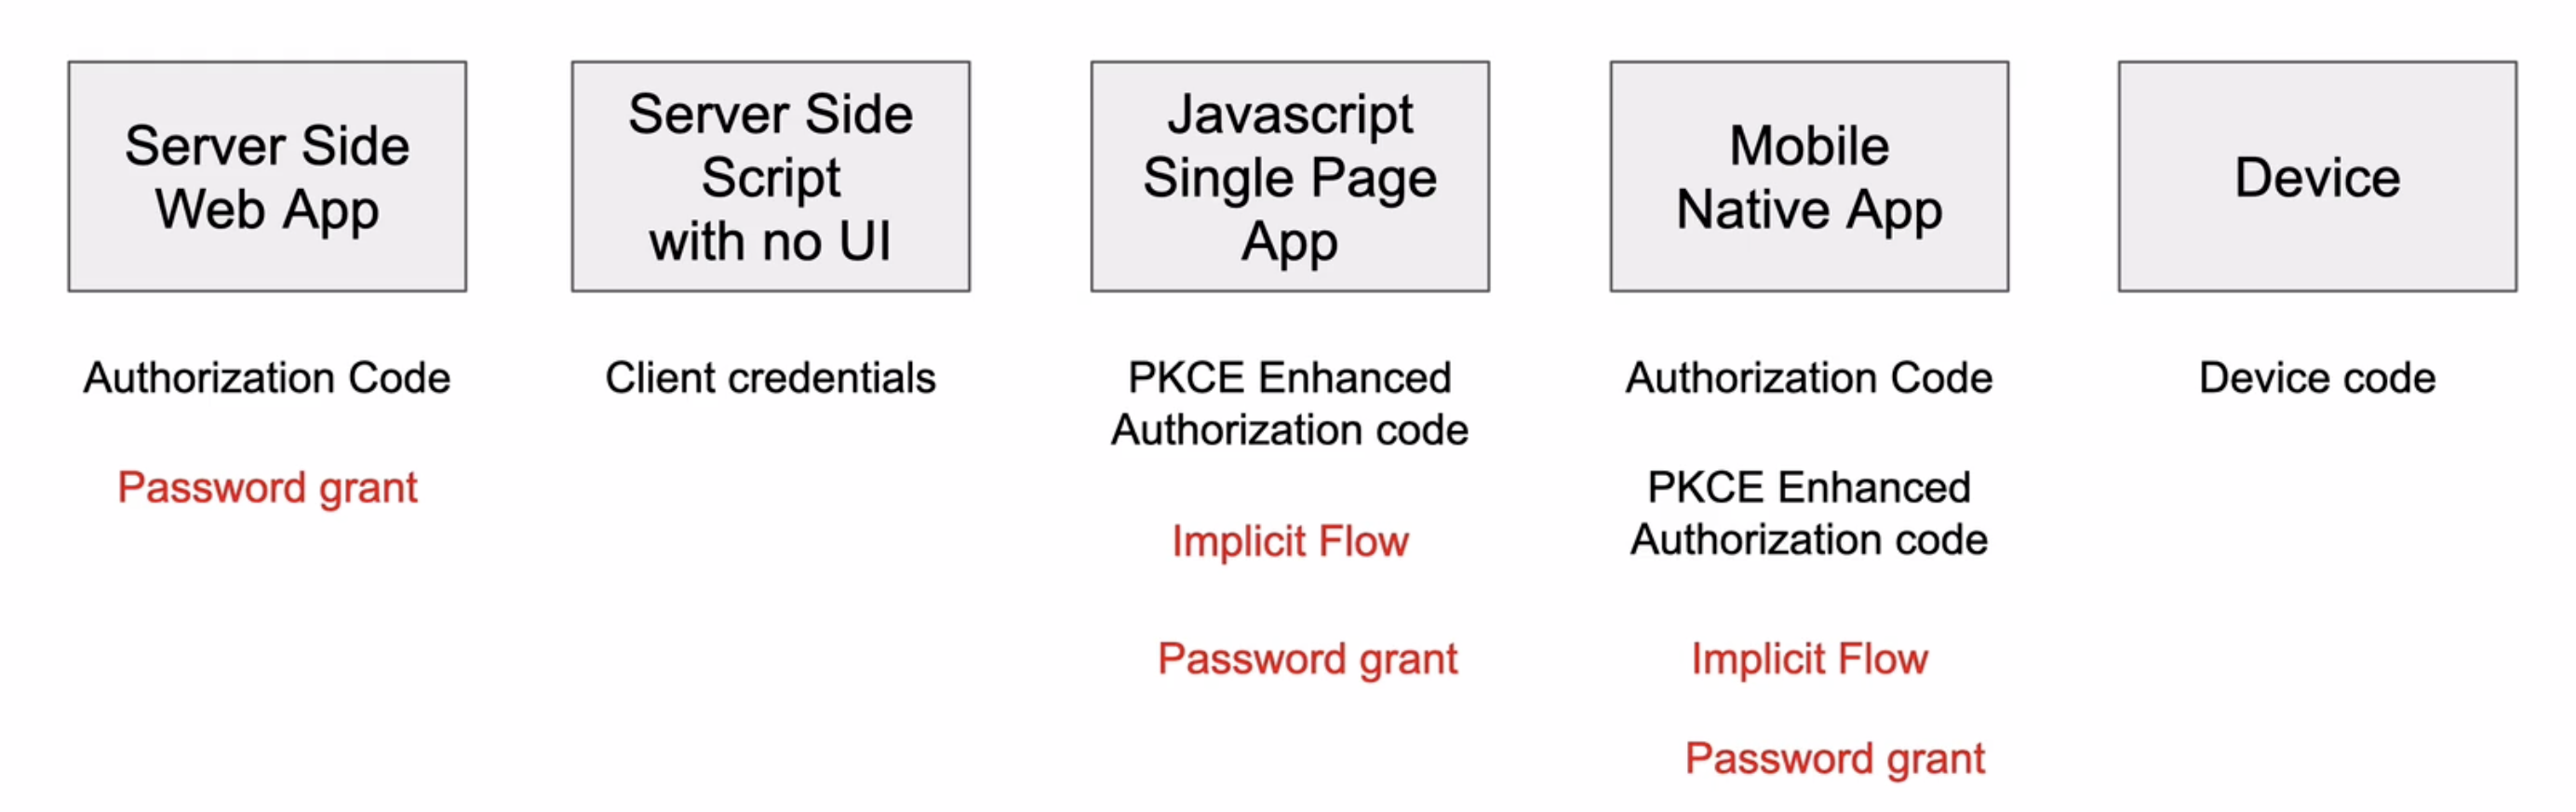 Server Side
Web App
Authorization Code
Password grant
Server Side
Script
with no UI
Client credentials
Javascript
Single Page
App
PKCE Enhanced
Authorization code
Implicit Flow
Password grant
Mobile
Native App
Authorization Code
PKCE Enhanced
Authorization code
Implicit Flow
Password grant
Device
Device code